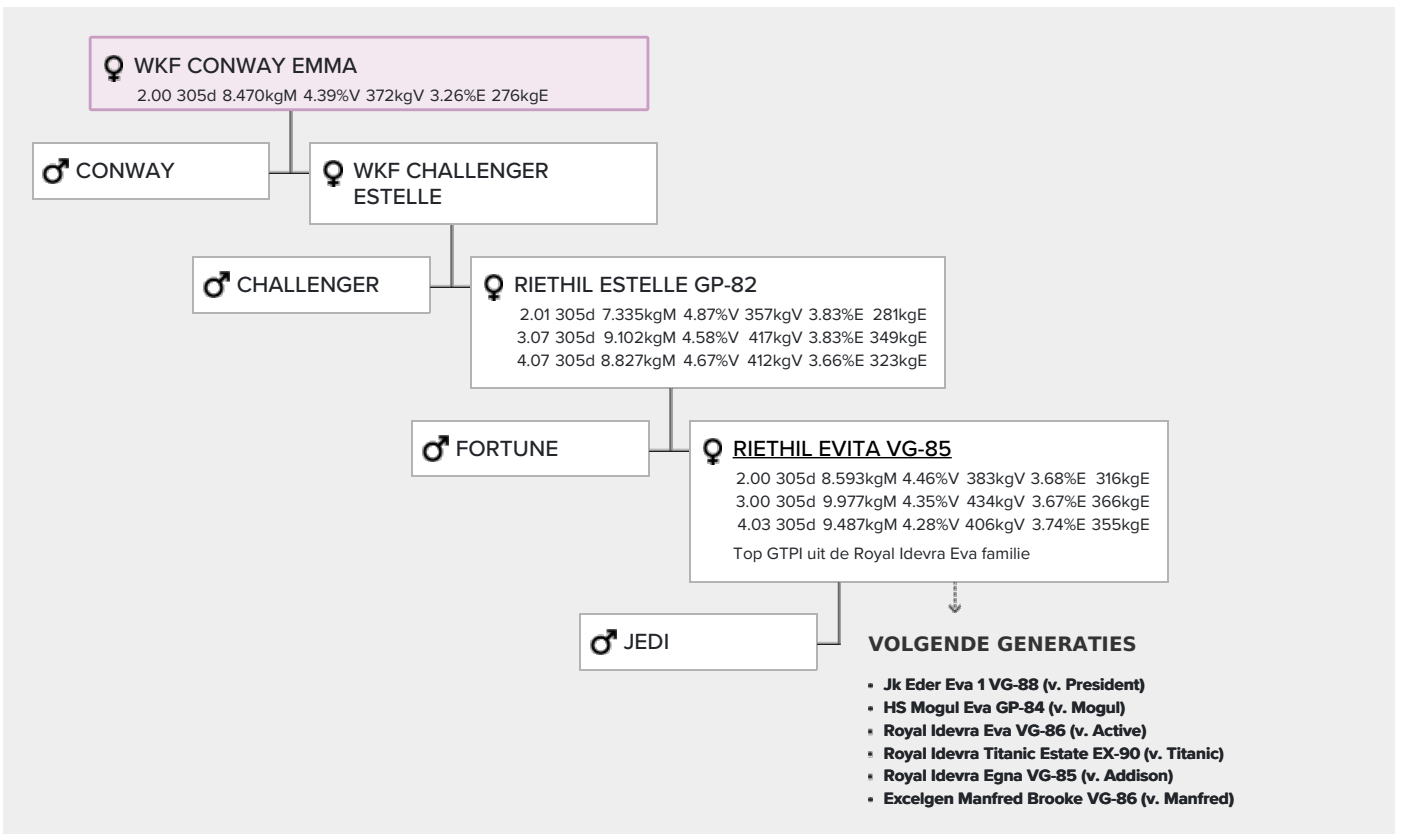 WKF CONWAY EMMA
2.00 305d 8.470kgM 4.39%V 372kgV 3.26%E 276kgE
CONWAY
WKF CHALLENGER
ESTELLE
CHALLENGER
RIETHIL ESTELLE GP-82
2.01 305d 7.335kgM 4.87%V 357kgV 3.83%E 281kgE
3.07 305d 9.102kgM 4.58%V 417kgV 3.83%E 349kgE
4.07 305d 8.827kgM 4.67%V 412kgV 3.66%E 323kgE
FORTUNE
RIETHIL EVITA VG-85
2.00 305d 8.593kgM 4.46%V 383kgV 3.68%E 316kgE
3.00 305d 9.977kgM 4.35%V 434kgV 3.67%E 366kgE
4.03 305d 9.487kgM 4.28%V 406kgV 3.74%E 355kgE
Top GTPI uit de Royal Idevra Eva familie
JEDI
VOLGENDE GENERATIES
• Jk Eder Eva 1 VG-88 (v. President)
• HS Mogul Eva GP-84 (v. Mogul)
• Royal Idevra Eva VG-86 (v. Active)
• Royal Idevra Titanic Estate EX-90 (v. Titanic)
• Royal Idevra Egna VG-85 (v. Addison)
• Excelgen Manfred Brooke VG-86 (v. Manfred)